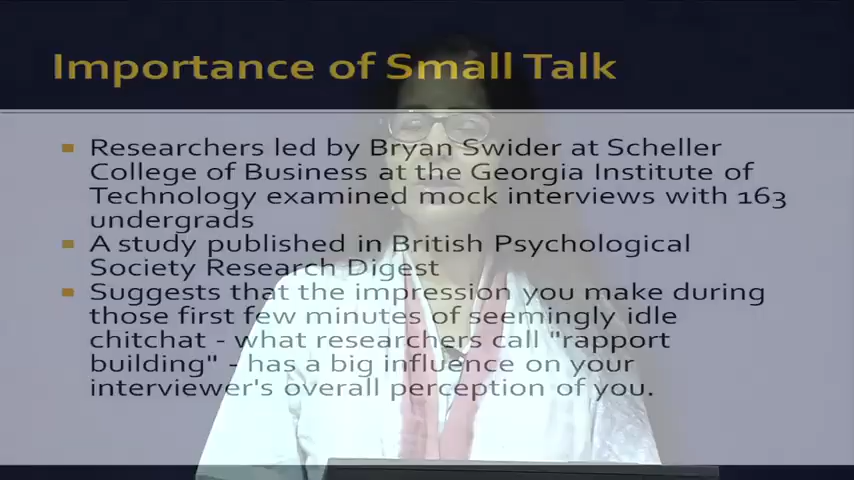 Importance of Small Talk
Researchers led by Bryan Swider at Scheller
College of Business at the Georgia Institute of
Technology examined mock interviews with 163
undergrads
A study published in British Psychological
Society Research Digest
Suggests that the impression you make during
those first few minutes of seemingly idle
chitchat - what researchers call "rapport
building" - has a big influence on your
interviewer's overall perception of you.